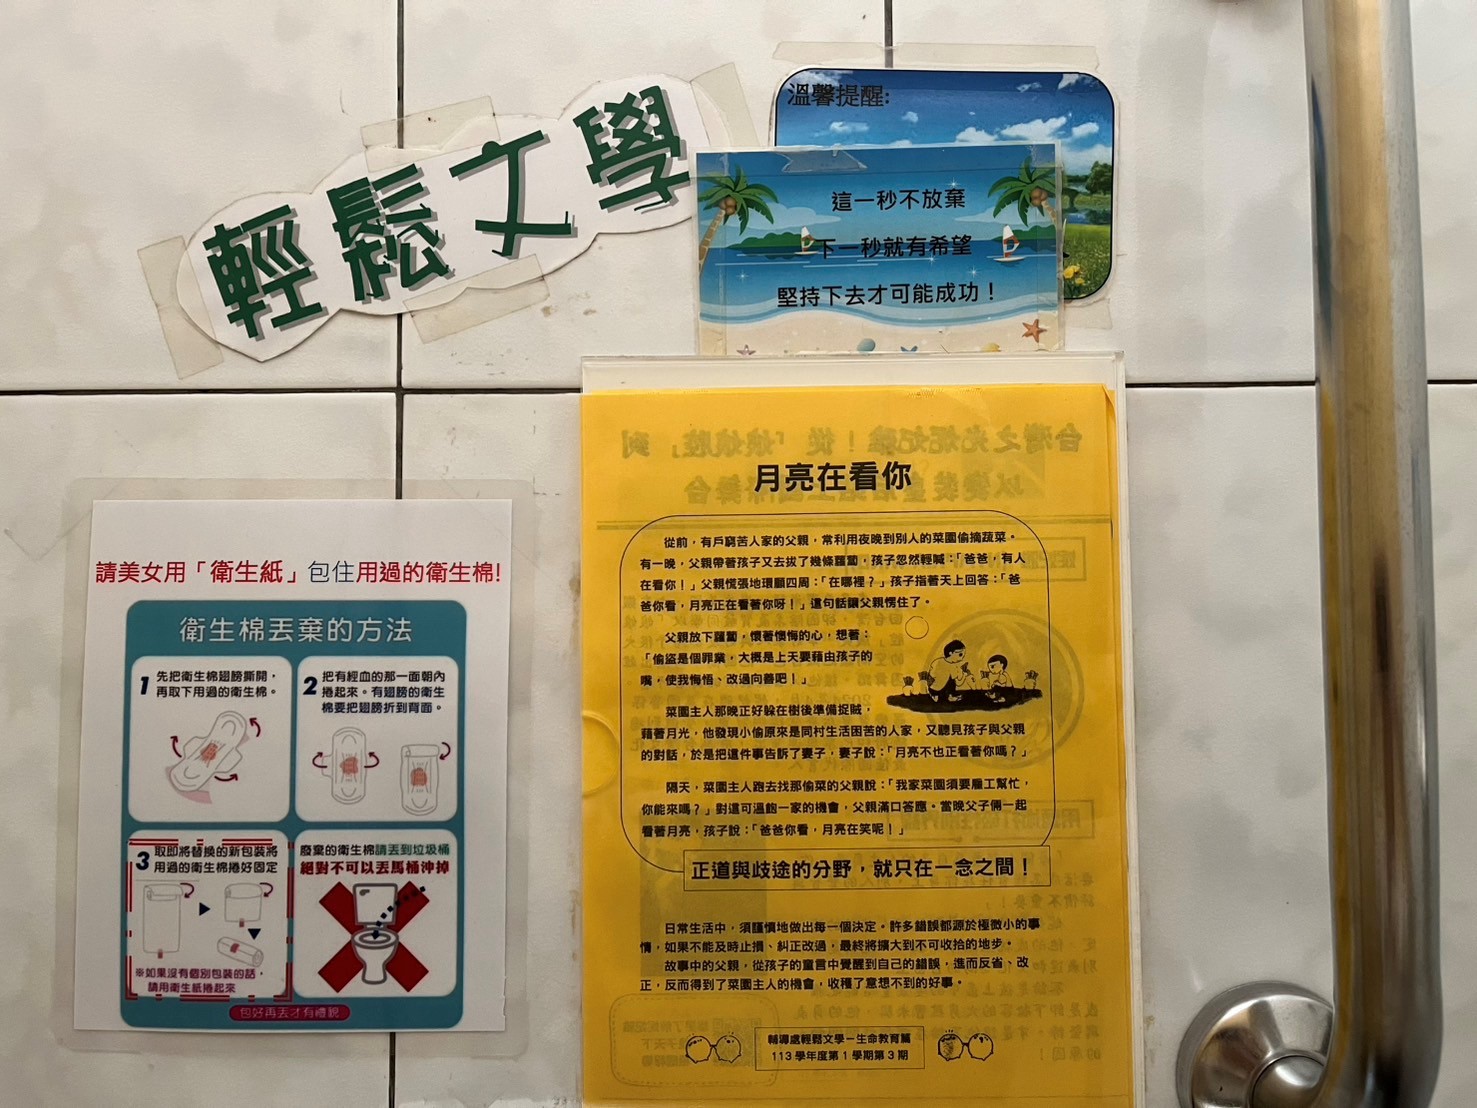 輕鬆文學
溫馨提醒:
這一秒不放棄
下一秒就有希望
堅持下去才可能成功！
請美女用「衛生紙」包住用過的衛生棉!
衛生棉丟棄的方法
1 先把衛生棉翅膀撕開，
再取下用過的衛生棉。
2 把有經血的那一面朝內
捲起來。有翅膀的衛生
棉要把翅膀折到背面。
3 取即將替換的新包裝將
用過的衛生棉捲好固定
※如果沒有個別包裝的話，
請用衛生紙捲起來
廢棄的衛生棉請丟到垃圾桶
絕對不可以丟馬桶沖掉
包好再丟才有禮貌
月亮在看你
從前，有戶窮苦人家的父親，常利用夜晚到別人的菜園偷摘蔬菜。
有一晚，父親帶著孩子又去拔了幾條蘿蔔，孩子忽然輕喊：「爸爸，有人
在看你！」父親慌張地環顧四周：「在哪裡？」孩子指著天上回答：「爸
爸你看，月亮正在看著你呀！」這句話讓父親愣住了。
父親放下蘿蔔，懷著懊悔的心，想著：
「偷盜是個罪業，大概是上天要藉由孩子的
嘴，使我悔悟、改過向善吧！」
菜園主人那晚正好躲在樹後準備捉賊，
藉著月光，他發現小偷原來是同村生活困苦的人家，又聽見孩子與父親
的對話，於是把這件事告訴了妻子，妻子說：「月亮不也正看著你嗎？」
隔天，菜園主人跑去找那偷菜的父親說：「我家菜園須要雇工幫忙，
你能來嗎？」對這可溫飽一家的機會，父親滿口答應。當晚父子倆一起
看著月亮，孩子說：「爸爸你看，月亮在笑呢！」
正道與歧途的分野，就只在一念之間！
日常生活中，須謹慎地做出每一個決定。許多錯誤都源於極微小的事
情，如果不能及時止損、糾正改過，最終將擴大到不可收拾的地步。
故事中的父親，從孩子的童言中覺醒到自己的錯誤，進而反省、改
正，反而得到了菜園主人的機會，收穫了意想不到的好事。
輔導處輕鬆文學－生命教育篇
113 學年度第 1 學期第 3 期